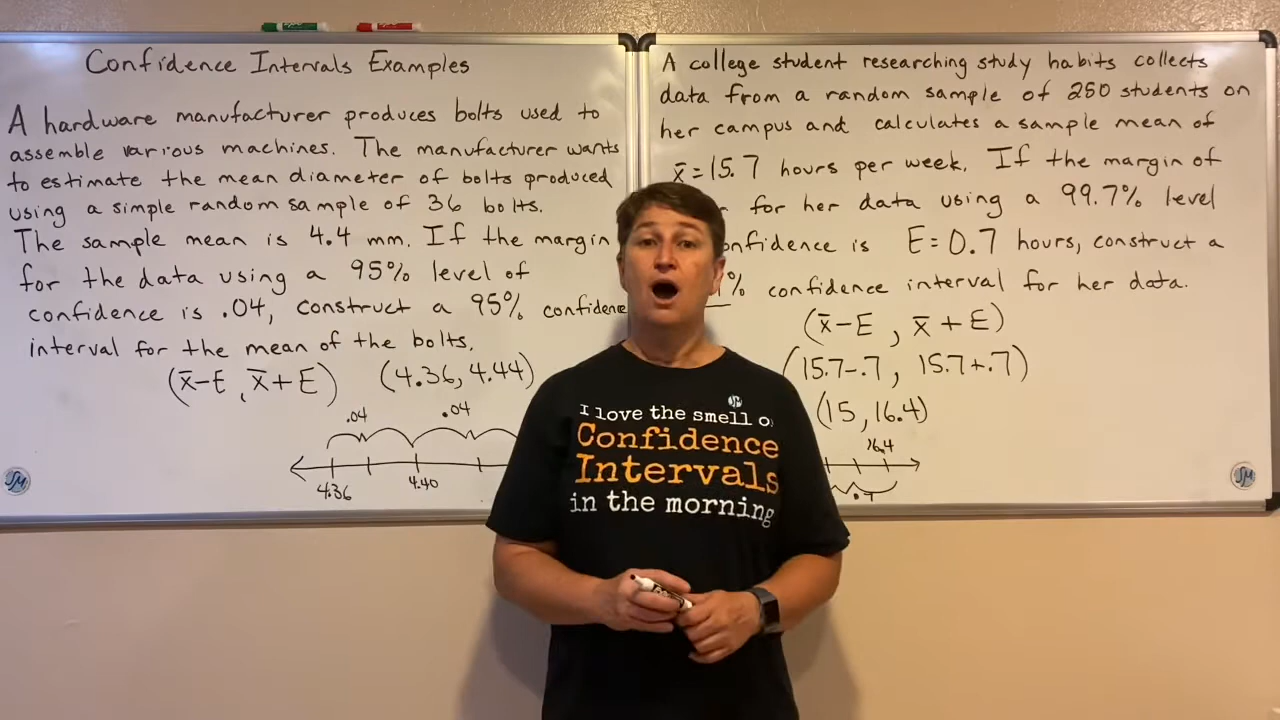 Confidence Intervals Examples
A hardware manufacturer produces bolts used to
assemble various machines. The manufacturer wants
to estimate the mean diameter of bolts produced
using a simple random sample of 36 bolts.
The sample mean is 4.4 mm. If the margin
for the data using a 95% level of
confidence is .04, construct a 95% confidence
interval for the mean of the bolts.
(x̄-E, x̄+E) (4.36, 4.44)
.04 .04
4.36 4.40
A college student researching study habits collects
data from a random sample of 250 students on
her campus and calculates a sample mean of
x̄=15.7 hours per week. If the margin of
for her data using a 99.7% level
confidence is E=0.7 hours, construct a
% confidence interval for her data.
(x̄-E, x̄+E)
(15.7-.7, 15.7+.7)
(15, 16.4)
16.4
.7
I love the smell of
Confidence
Intervals
in the morning
SM
SM